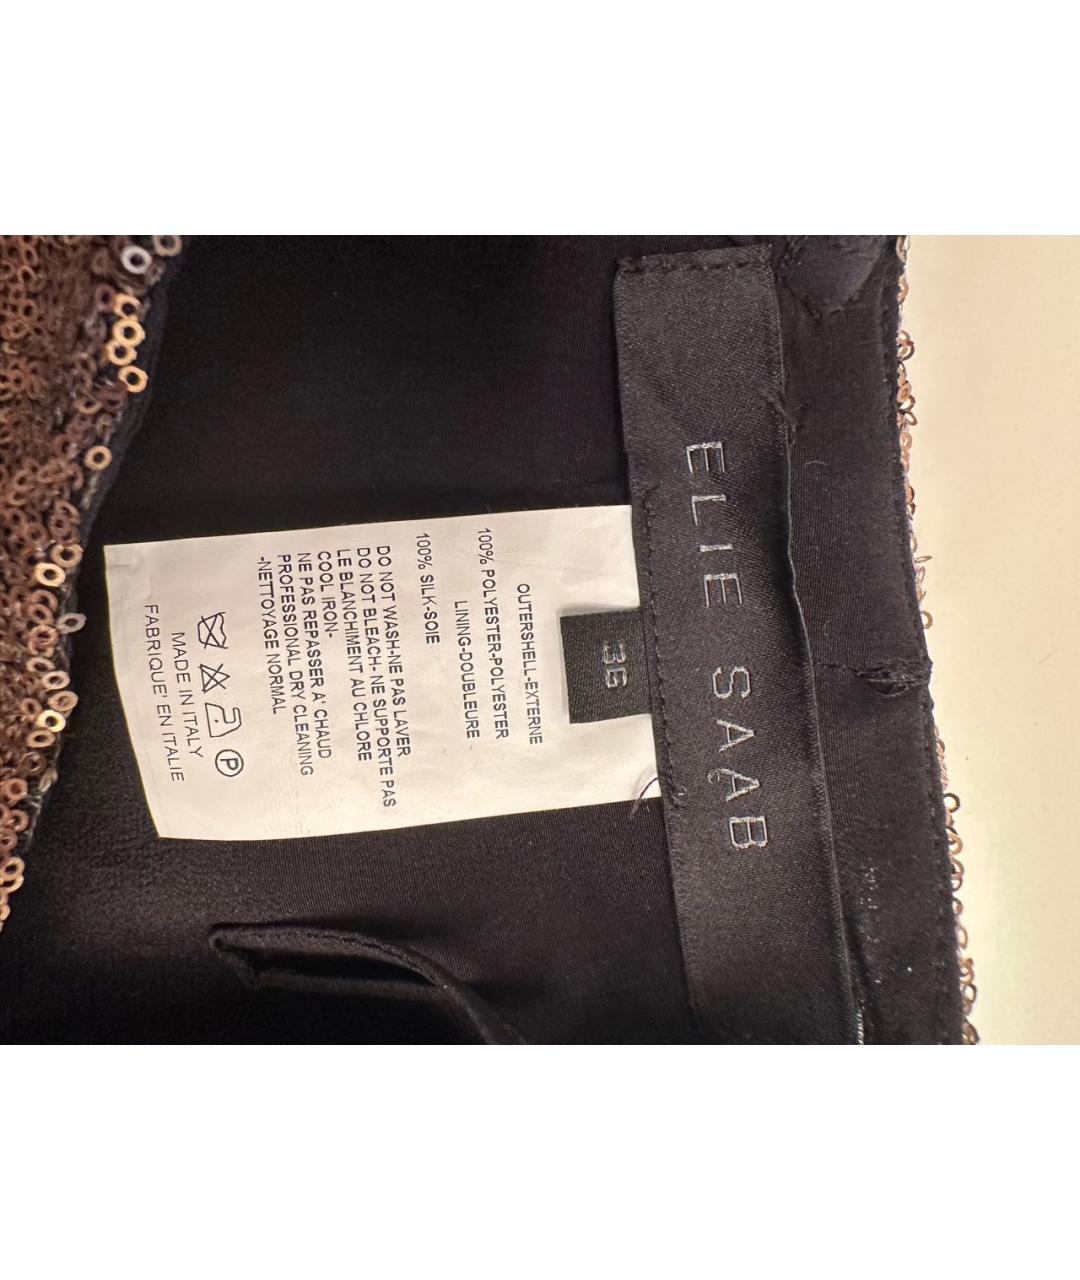 ELIE SAAB
36
OUTERSHELL-EXTERNE
100% POLYESTER-POLYESTER
LINING-DOUBLEURE
100% SILK-SOIE
DO NOT WASH-NE PAS LAVER
DO NOT BLEACH- NE SUPPORTE PAS
LE BLANCHIMENT AU CHLORE
COOL IRON-
NE PAS REPASSER A' CHAUD
PROFESSIONAL DRY CLEANING
-NETTOYAGE NORMAL
P
MADE IN ITALY
FABRIQUE' EN ITALIE